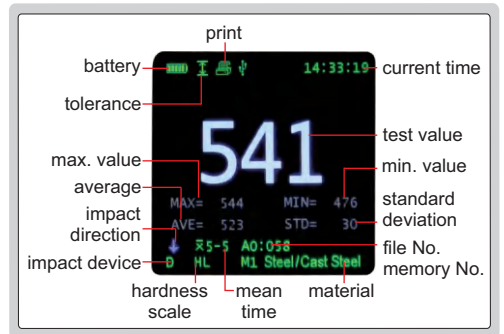 print
battery
14:33:19
current time
tolerance
541
test value
max. value
min. value
MAX= 544 MIN= 476
average
standard deviation
AVE= 523 STD= 30
impact direction
x̅5-5 A0:058
file No.
memory No.
impact device
D HL M1 Steel/Cast Steel
hardness scale
mean time
material